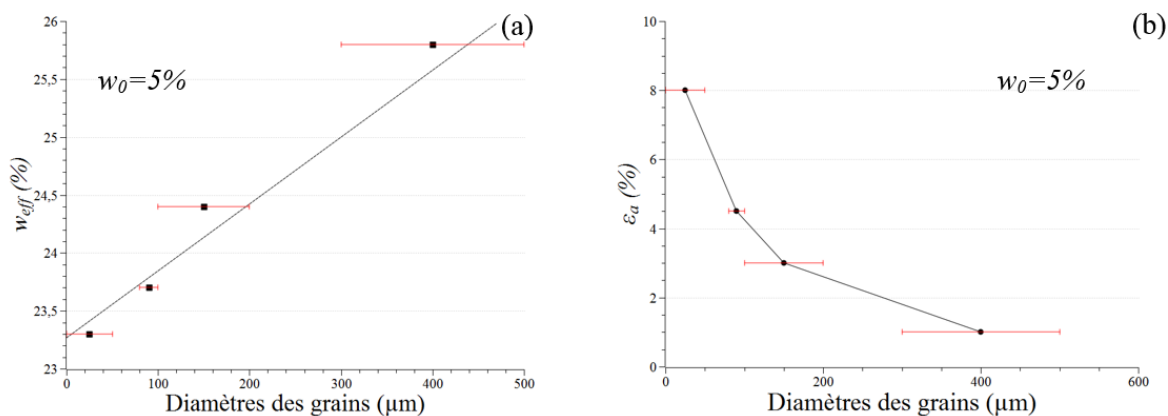 (a)
w₀=5%
26
25,5
25
24,5
24
23,5
23
w_eff (%)
0 100 200 300 400 500
Diamètres des grains (µm)
(b)
w₀=5%
10
8
6
4
2
0
ε_a (%)
0 200 400 600
Diamètres des grains (µm)